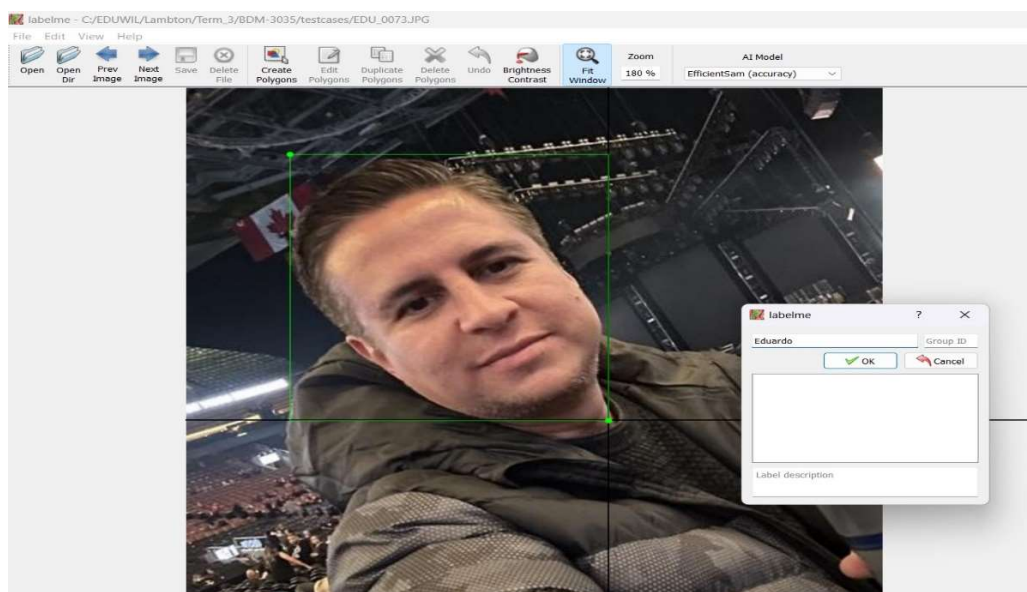 labelme - C:/EDUWIL/Lambton/Term_3/BDM-3035/testcases/EDU_0073.JPG
File Edit View Help
Open Open Dir Prev Image Next Image Save Delete File Create Polygons Edit Polygons Duplicate Polygons Delete Polygons Undo Brightness Contrast Fit Window Zoom 180 % AI Model EfficientSam (accuracy)
labelme ? ×
Eduardo Group ID
OK Cancel
Label description